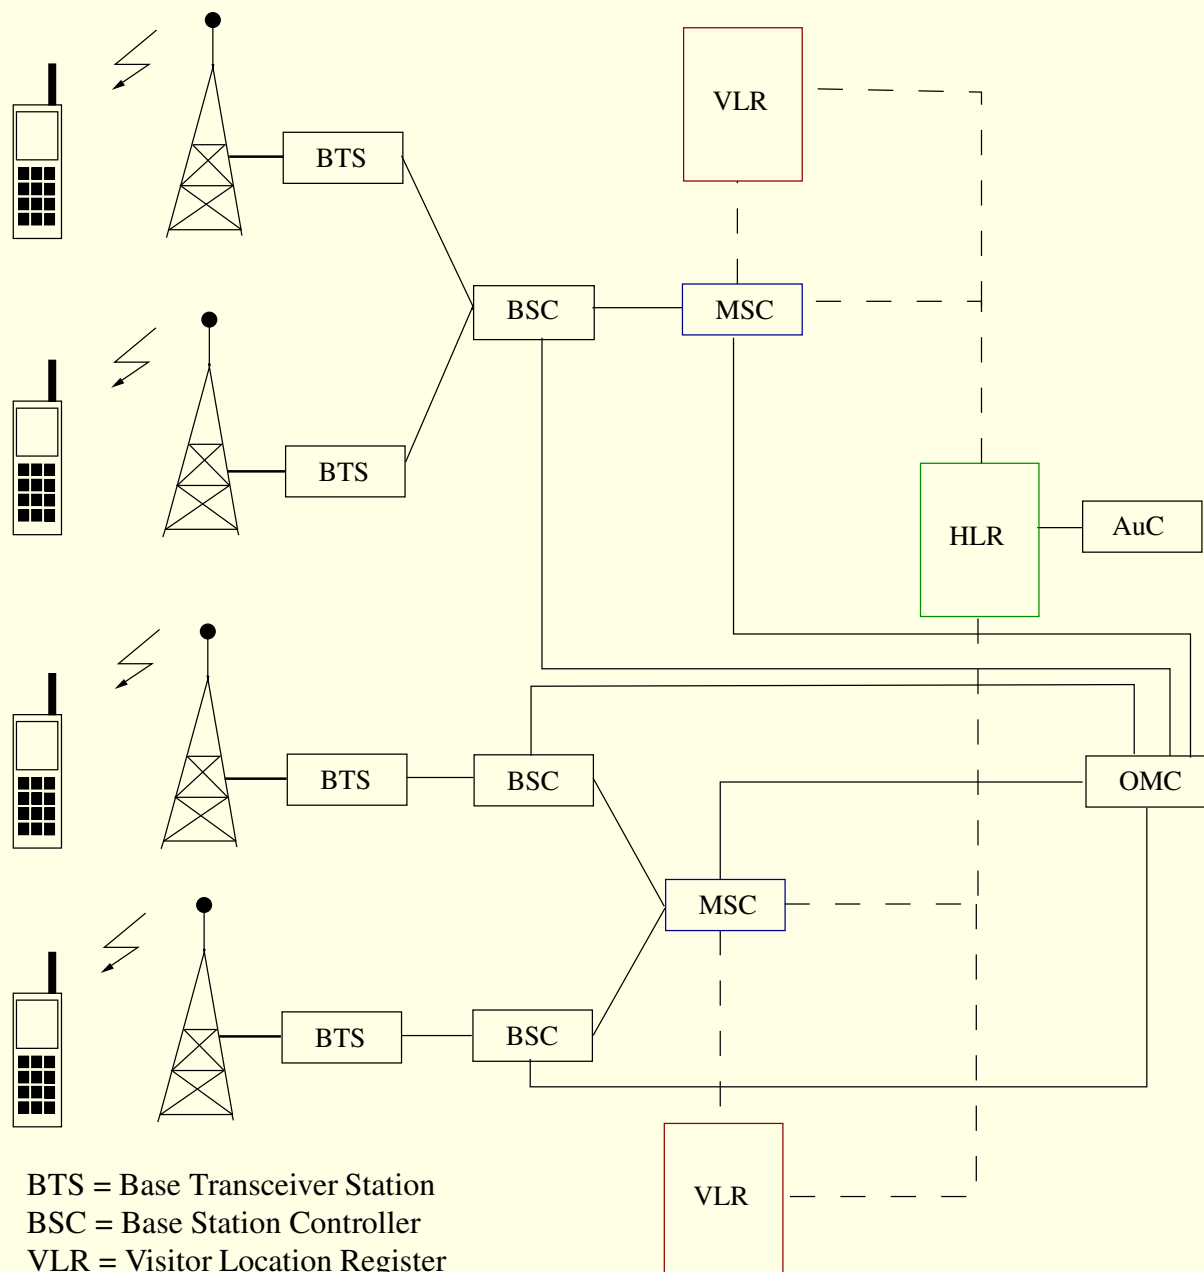 VLR
BTS
BSC
MSC
BTS
HLR
AuC
BTS
BSC
OMC
MSC
BTS
BSC
VLR
BTS = Base Transceiver Station
BSC = Base Station Controller
VLR = Visitor Location Register